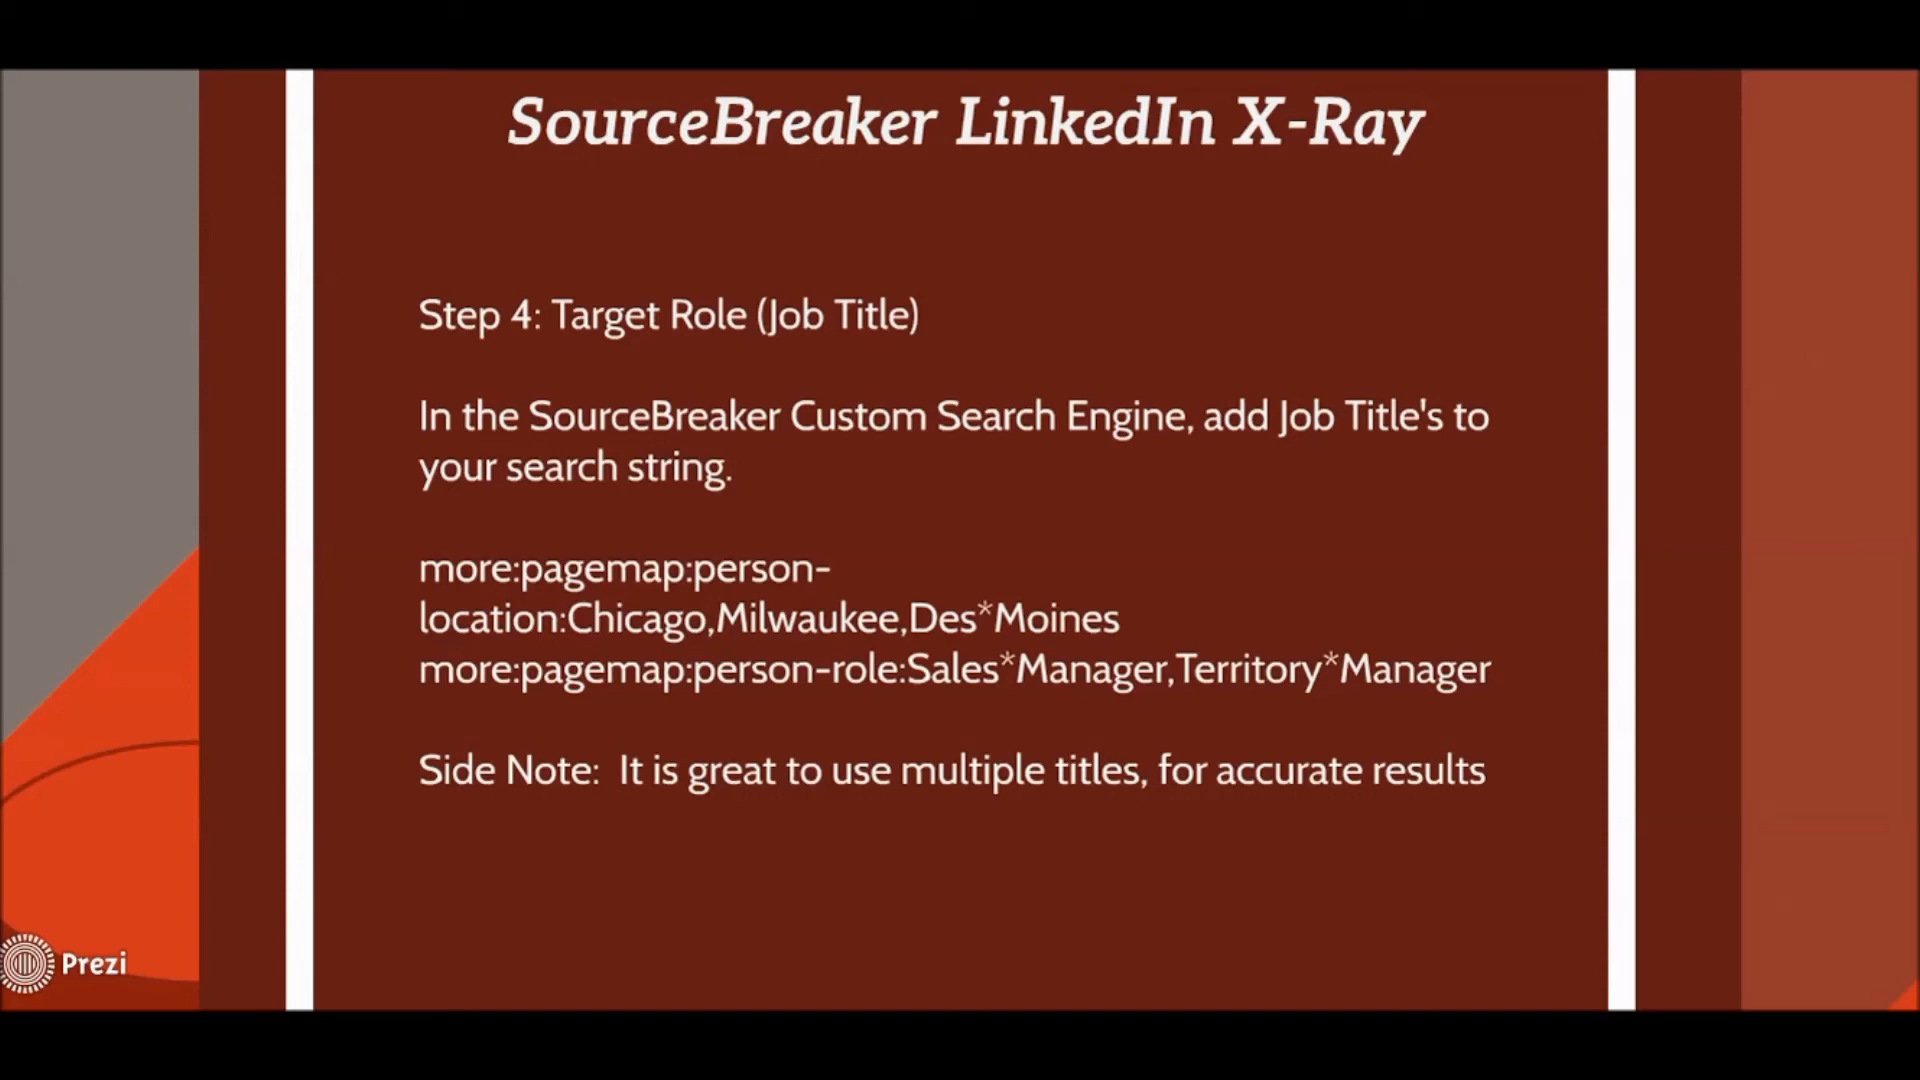 SourceBreaker LinkedIn X-Ray
Step 4: Target Role (Job Title)
In the SourceBreaker Custom Search Engine, add Job Title's to
your search string.
more:pagemap:person-
location:Chicago,Milwaukee,Des*Moines
more:pagemap:person-role:Sales*Manager,Territory*Manager
Side Note:  It is great to use multiple titles, for accurate results
Prezi